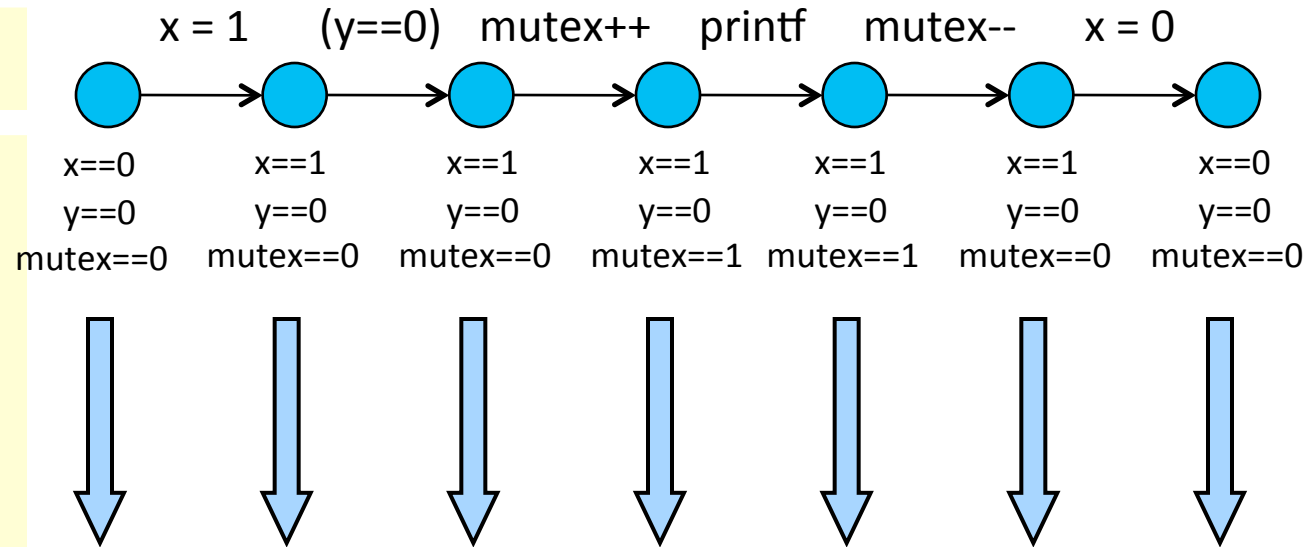 x = 1 (y==0) mutex++ printf mutex-- x = 0
x==0 x==1 x==1 x==1 x==1 x==1 x==0
y==0 y==0 y==0 y==0 y==0 y==0 y==0
mutex==0 mutex==0 mutex==0 mutex==1 mutex==1 mutex==0 mutex==0